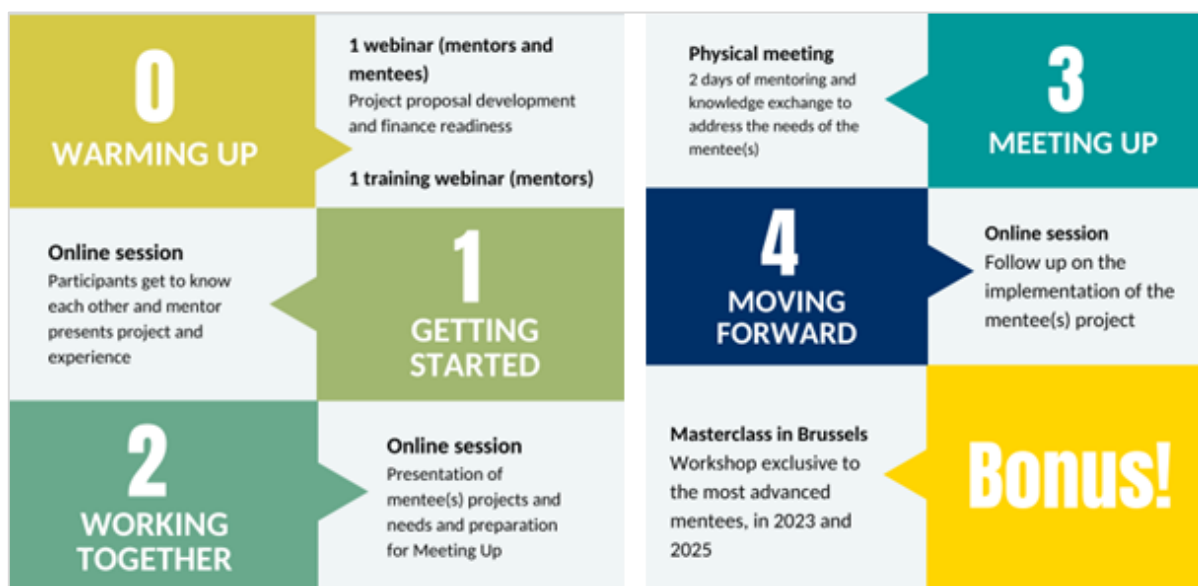 0
WARMING UP
1 webinar (mentors and
mentees)
Project proposal development
and finance readiness
1 training webinar (mentors)
Online session
Participants get to know
each other and mentor
presents project and
experience
1
GETTING
STARTED
2
WORKING
TOGETHER
Online session
Presentation of
mentee(s) projects and
needs and preparation
for Meeting Up
Physical meeting
2 days of mentoring and
knowledge exchange to
address the needs of the
mentee(s)
3
MEETING UP
4
MOVING
FORWARD
Online session
Follow up on the
implementation of the
mentee(s) project
Masterclass in Brussels
Workshop exclusive to
the most advanced
mentees, in 2023 and
2025
Bonus!